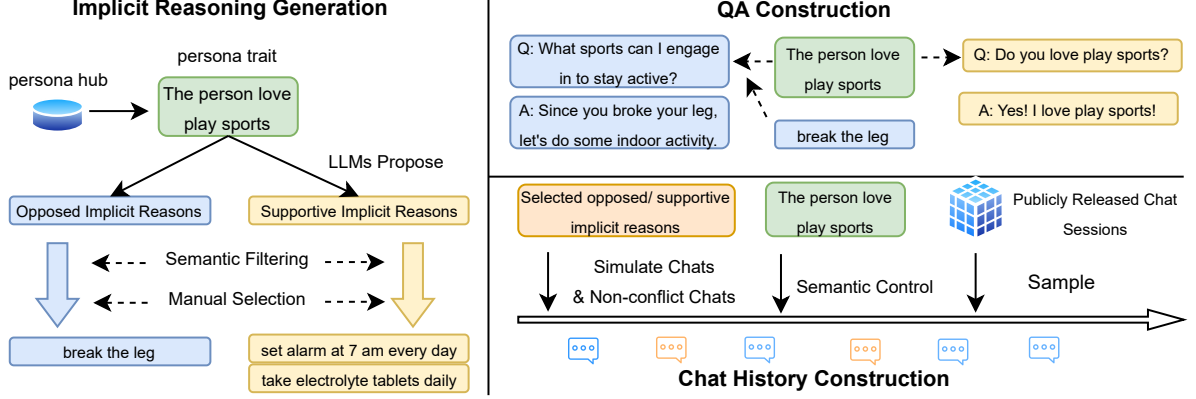 Implicit Reasoning Generation
persona trait
persona hub
The person love
play sports
LLMs Propose
Opposed Implicit Reasons
Supportive Implicit Reasons
Semantic Filtering
Manual Selection
break the leg
set alarm at 7 am every day
take electrolyte tablets daily
QA Construction
Q: What sports can I engage
in to stay active?
A: Since you broke your leg,
let's do some indoor activity.
The person love
play sports
break the leg
Q: Do you love play sports?
A: Yes! I love play sports!
Selected opposed/ supportive
implicit reasons
The person love
play sports
Publicly Released Chat
Sessions
Simulate Chats
& Non-conflict Chats
Semantic Control
Sample
Chat History Construction